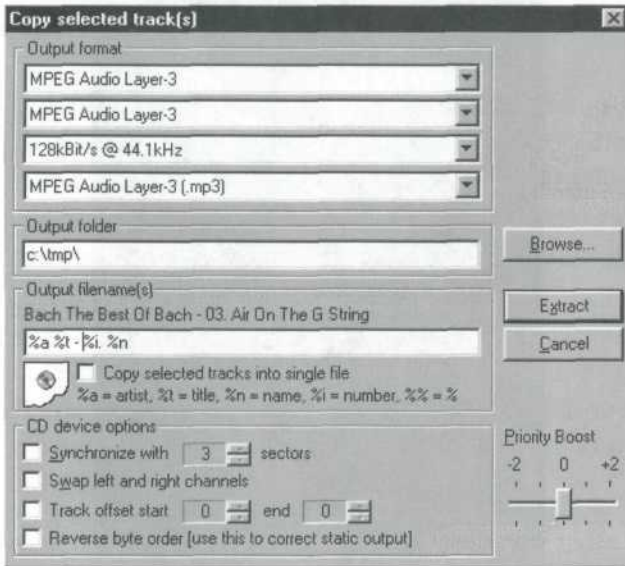 Copy selected track(s)
Output format
MPEG Audio Layer-3
MPEG Audio Layer-3
128kBit/s @ 44.1kHz
MPEG Audio Layer-3 (.mp3)
Output folder
c:\tmp\
Browse...
Output filename(s)
Bach The Best Of Bach - 03. Air On The G String
%a %t - %i. %n
Extract
Cancel
Copy selected tracks into single file
%a = artist, %t = title, %n = name, %i = number, %% = %
CD device options
Synchronize with 3 sectors
Swap left and right channels
Track offset start 0 end 0
Reverse byte order [use this to correct static output]
Priority Boost
-2 0 +2